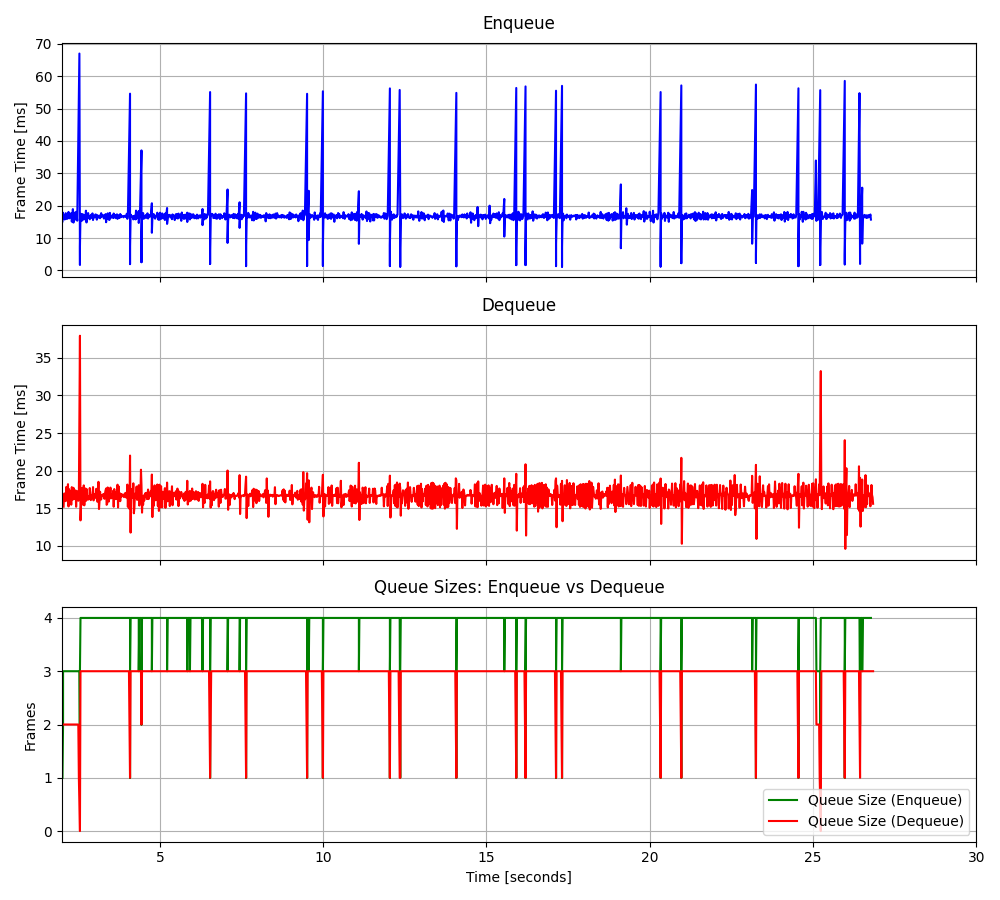 Enqueue
70
60
50
40
30
20
10
0
Frame Time [ms]
Dequeue
35
30
25
20
15
10
Frame Time [ms]
Queue Sizes: Enqueue vs Dequeue
4
3
2
1
0
Frames
Queue Size (Enqueue)
Queue Size (Dequeue)
5 10 15 20 25 30
Time [seconds]